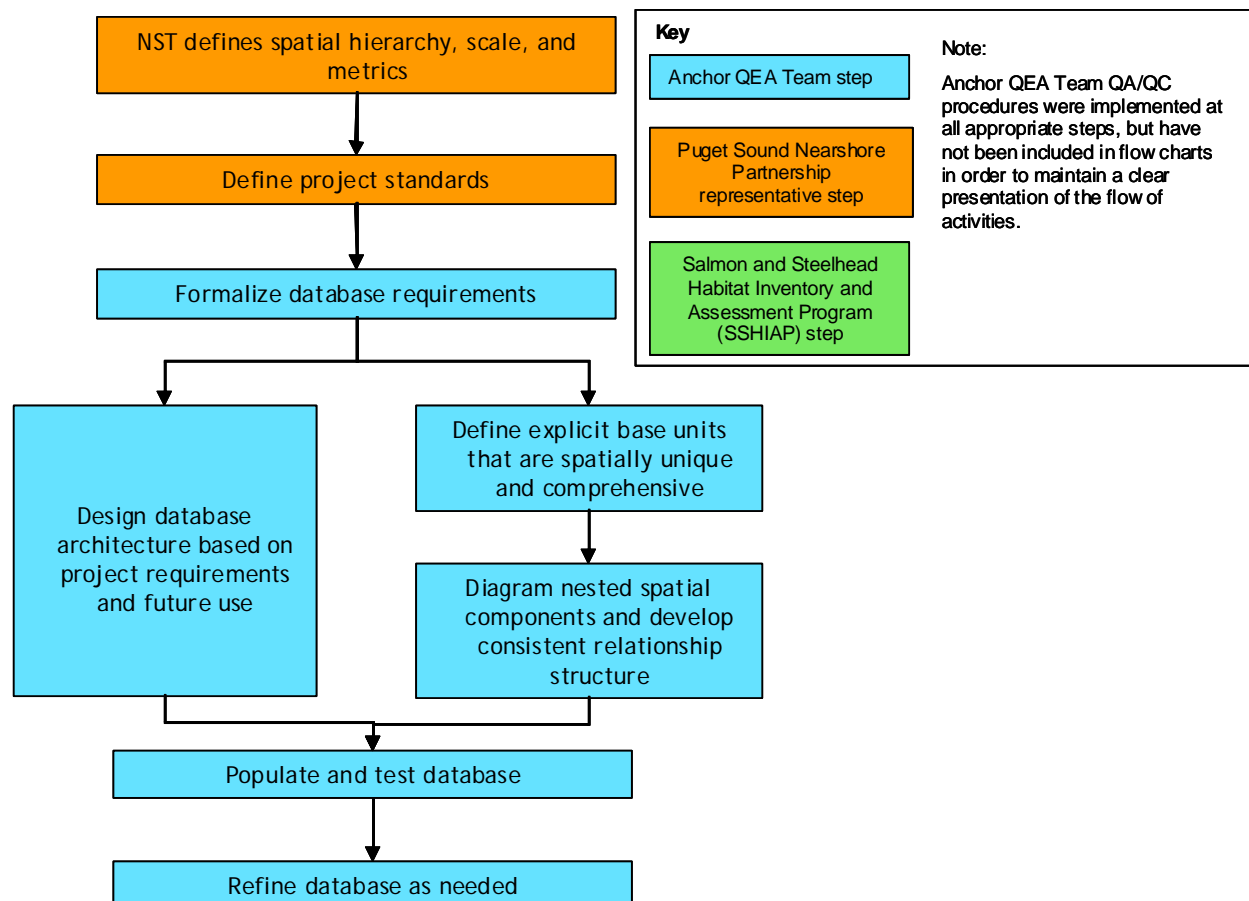 NST defines spatial hierarchy, scale, and
metrics
Define project standards
Formalize database requirements
Design database
architecture based on
project requirements
and future use
Define explicit base units
that are spatially unique
and comprehensive
Diagram nested spatial
components and develop
consistent relationship
structure
Populate and test database
Refine database as needed
Key
Anchor QEA Team step
Puget Sound Nearshore
Partnership
representative step
Salmon and Steelhead
Habitat Inventory and
Assessment Program
(SSHIAP) step
Note:
Anchor QEA Team QA/QC
procedures were implemented at
all appropriate steps, but have
not been included in flow charts
in order to maintain a clear
presentation of the flow of
activities.